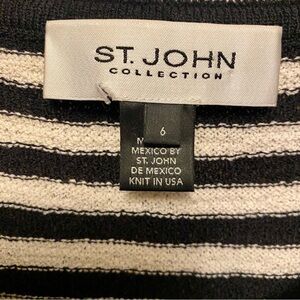 ST. JOHN
COLLECTION
6
M
MEXICO BY
ST. JOHN
DE MEXICO
KNIT IN USA